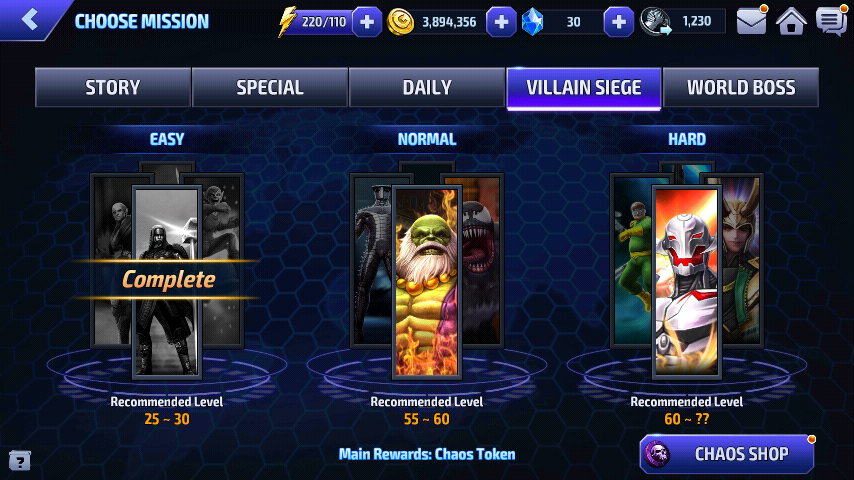 CHOOSE MISSION
220/110
3,894,356
30
1,230
STORY
SPECIAL
DAILY
VILLAIN SIEGE
WORLD BOSS
EASY
NORMAL
HARD
Complete
Recommended Level
25 ~ 30
Recommended Level
55 ~ 60
Recommended Level
60 ~ ??
Main Rewards: Chaos Token
CHAOS SHOP
?